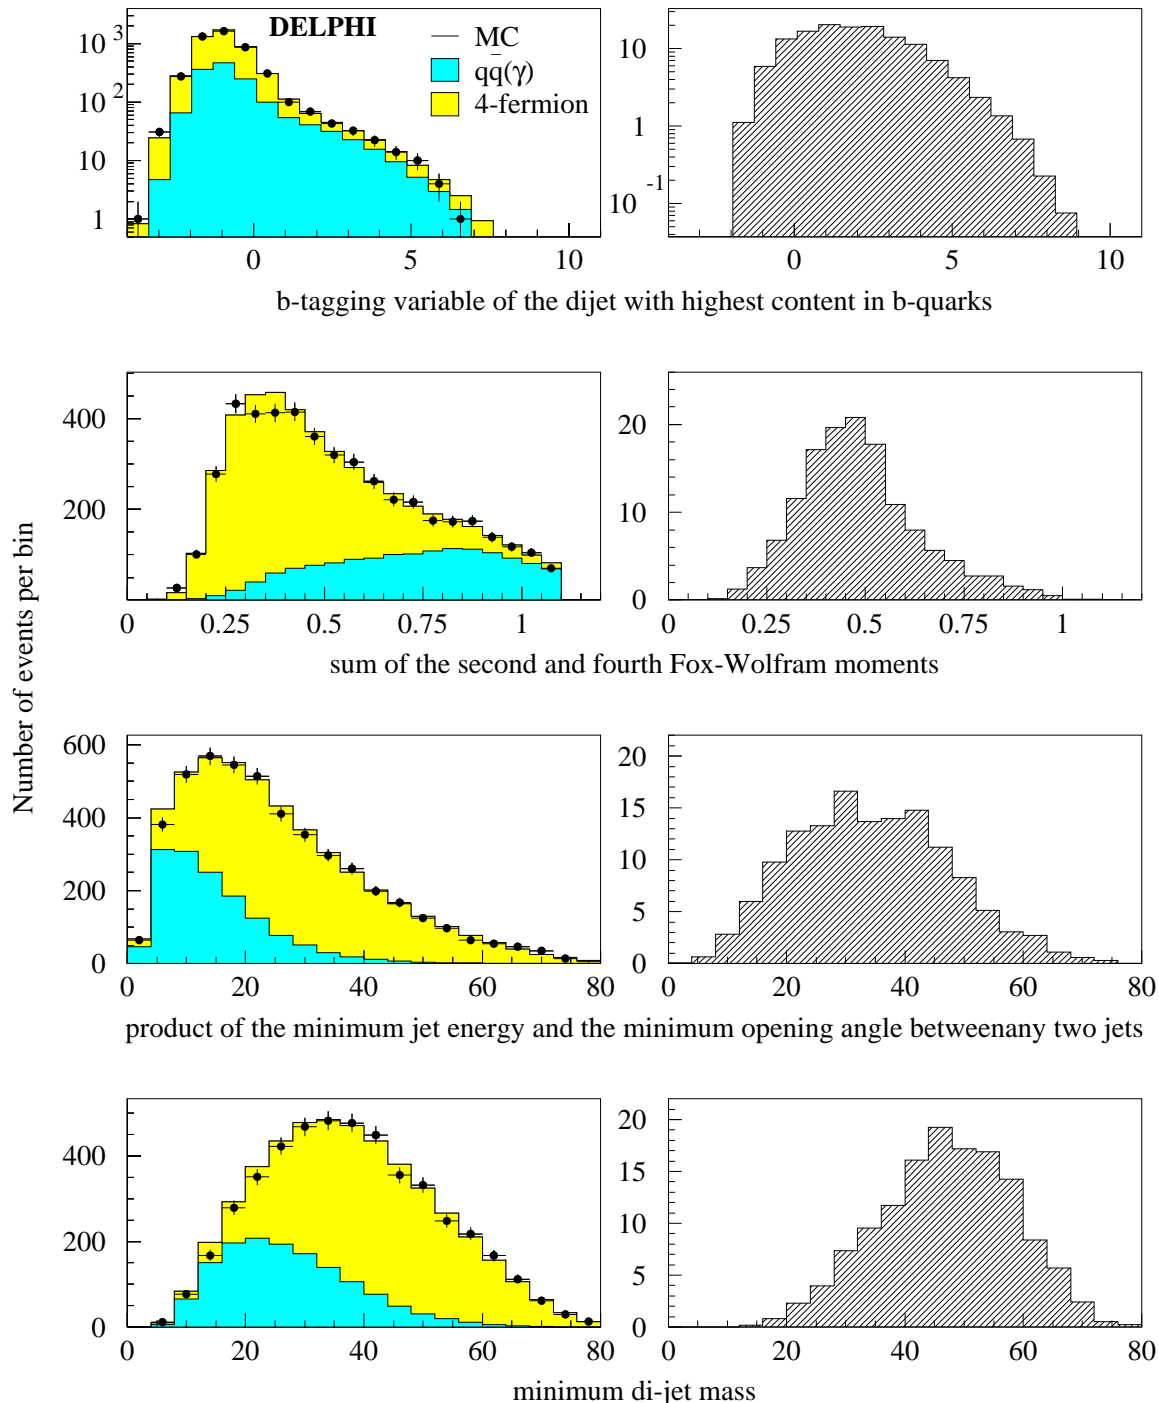 DELPHI
MC
qq̄(γ)
4-fermion
10³
10²
10
1
0 5 10
10
1
10⁻¹
0 5 10
b-tagging variable of the dijet with highest content in b-quarks
Number of events per bin
400
200
0
0 0.25 0.5 0.75 1
20
10
0
0 0.25 0.5 0.75 1
sum of the second and fourth Fox-Wolfram moments
600
400
200
0
0 20 40 60 80
20
15
10
5
0
0 20 40 60 80
product of the minimum jet energy and the minimum opening angle betweenany two jets
400
200
0
0 20 40 60 80
20
15
10
5
0
0 20 40 60 80
minimum di-jet mass